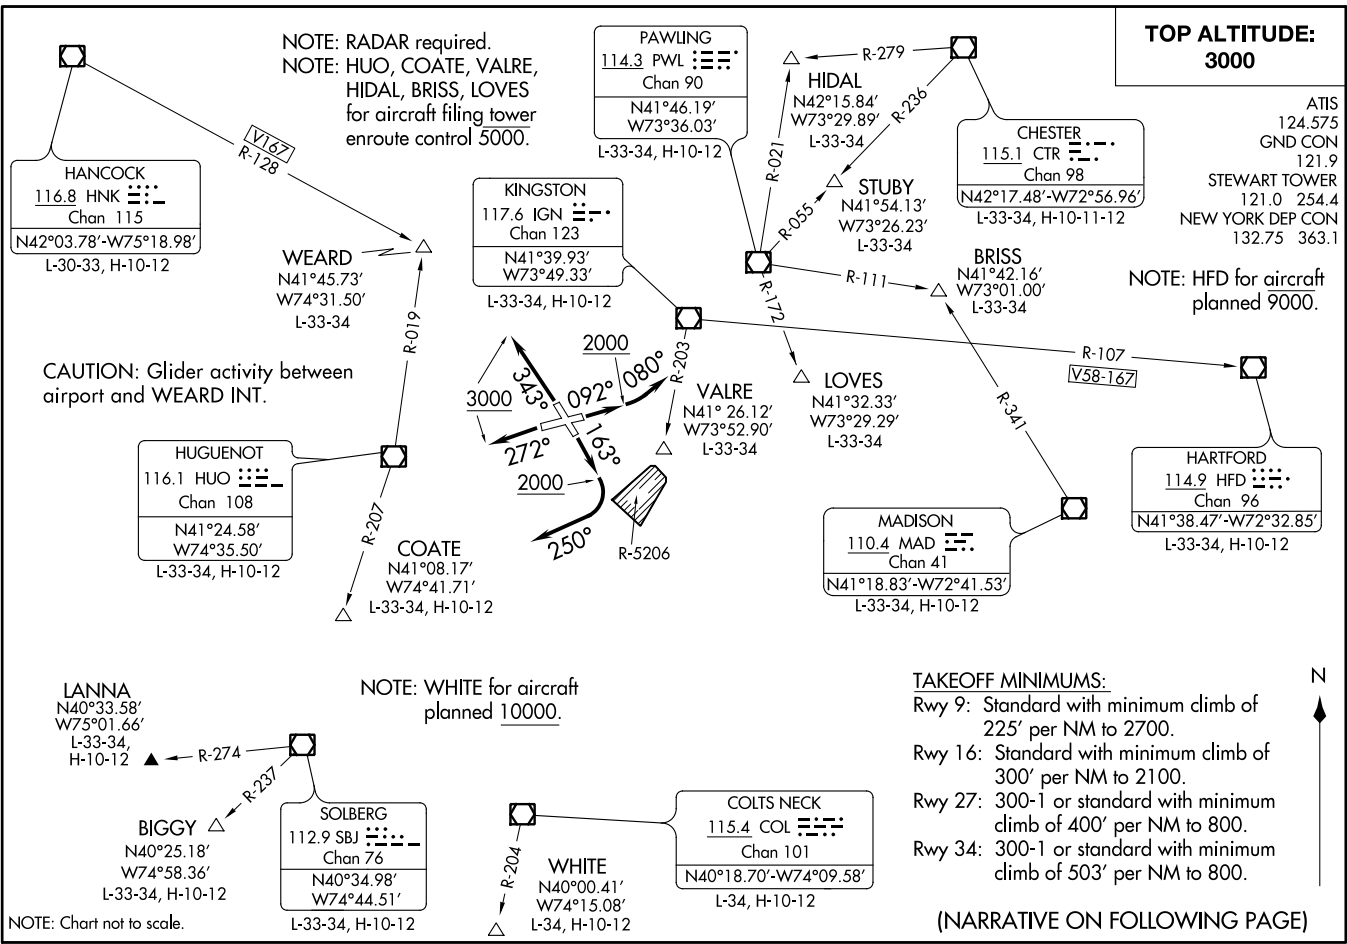 TOP ALTITUDE:
3000
NOTE: RADAR required.
NOTE: HUO, COATE, VALRE,
HIDAL, BRISS, LOVES
for aircraft filing tower
enroute control 5000.
ATIS
124.575
GND CON
121.9
STEWART TOWER
121.0 254.4
NEW YORK DEP CON
132.75 363.1
NOTE: HFD for aircraft
planned 9000.
HANCOCK
116.8 HNK
Chan 115
N42°03.78'-W75°18.98'
L-30-33, H-10-12
V167
R-128
WEARD
N41°45.73'
W74°31.50'
L-33-34
R-019
PAWLING
114.3 PWL
Chan 90
N41°46.19'
W73°36.03'
L-33-34, H-10-12
R-279
HIDAL
N42°15.84'
W73°29.89'
L-33-34
R-236
R-021
CHESTER
115.1 CTR
Chan 98
N42°17.48'-W72°56.96'
L-33-34, H-10-11-12
STUBY
N41°54.13'
W73°26.23'
L-33-34
R-055
KINGSTON
117.6 IGN
Chan 123
N41°39.93'
W73°49.33'
L-33-34, H-10-12
BRISS
N41°42.16'
W73°01.00'
L-33-34
R-111
R-172
R-107
V58-167
R-341
R-203
CAUTION: Glider activity between
airport and WEARD INT.
2000
3000
343°
092°
080°
272°
163°
2000
250°
R-5206
VALRE
N41° 26.12'
W73°52.90'
L-33-34
LOVES
N41°32.33'
W73°29.29'
L-33-34
HUGUENOT
116.1 HUO
Chan 108
N41°24.58'
W74°35.50'
L-33-34, H-10-12
R-207
COATE
N41°08.17'
W74°41.71'
L-33-34, H-10-12
HARTFORD
114.9 HFD
Chan 96
N41°38.47'-W72°32.85'
L-33-34, H-10-12
MADISON
110.4 MAD
Chan 41
N41°18.83'-W72°41.53'
L-33-34, H-10-12
LANNA
N40°33.58'
W75°01.66'
L-33-34,
H-10-12
R-274
R-237
BIGGY
N40°25.18'
W74°58.36'
L-33-34, H-10-12
SOLBERG
112.9 SBJ
Chan 76
N40°34.98'
W74°44.51'
L-33-34, H-10-12
NOTE: WHITE for aircraft
planned 10000.
R-204
WHITE
N40°00.41'
W74°15.08'
L-34, H-10-12
COLTS NECK
115.4 COL
Chan 101
N40°18.70'-W74°09.58'
L-34, H-10-12
TAKEOFF MINIMUMS:
Rwy 9: Standard with minimum climb of
225' per NM to 2700.
Rwy 16: Standard with minimum climb of
300' per NM to 2100.
Rwy 27: 300-1 or standard with minimum
climb of 400' per NM to 800.
Rwy 34: 300-1 or standard with minimum
climb of 503' per NM to 800.
N
NOTE: Chart not to scale.
(NARRATIVE ON FOLLOWING PAGE)